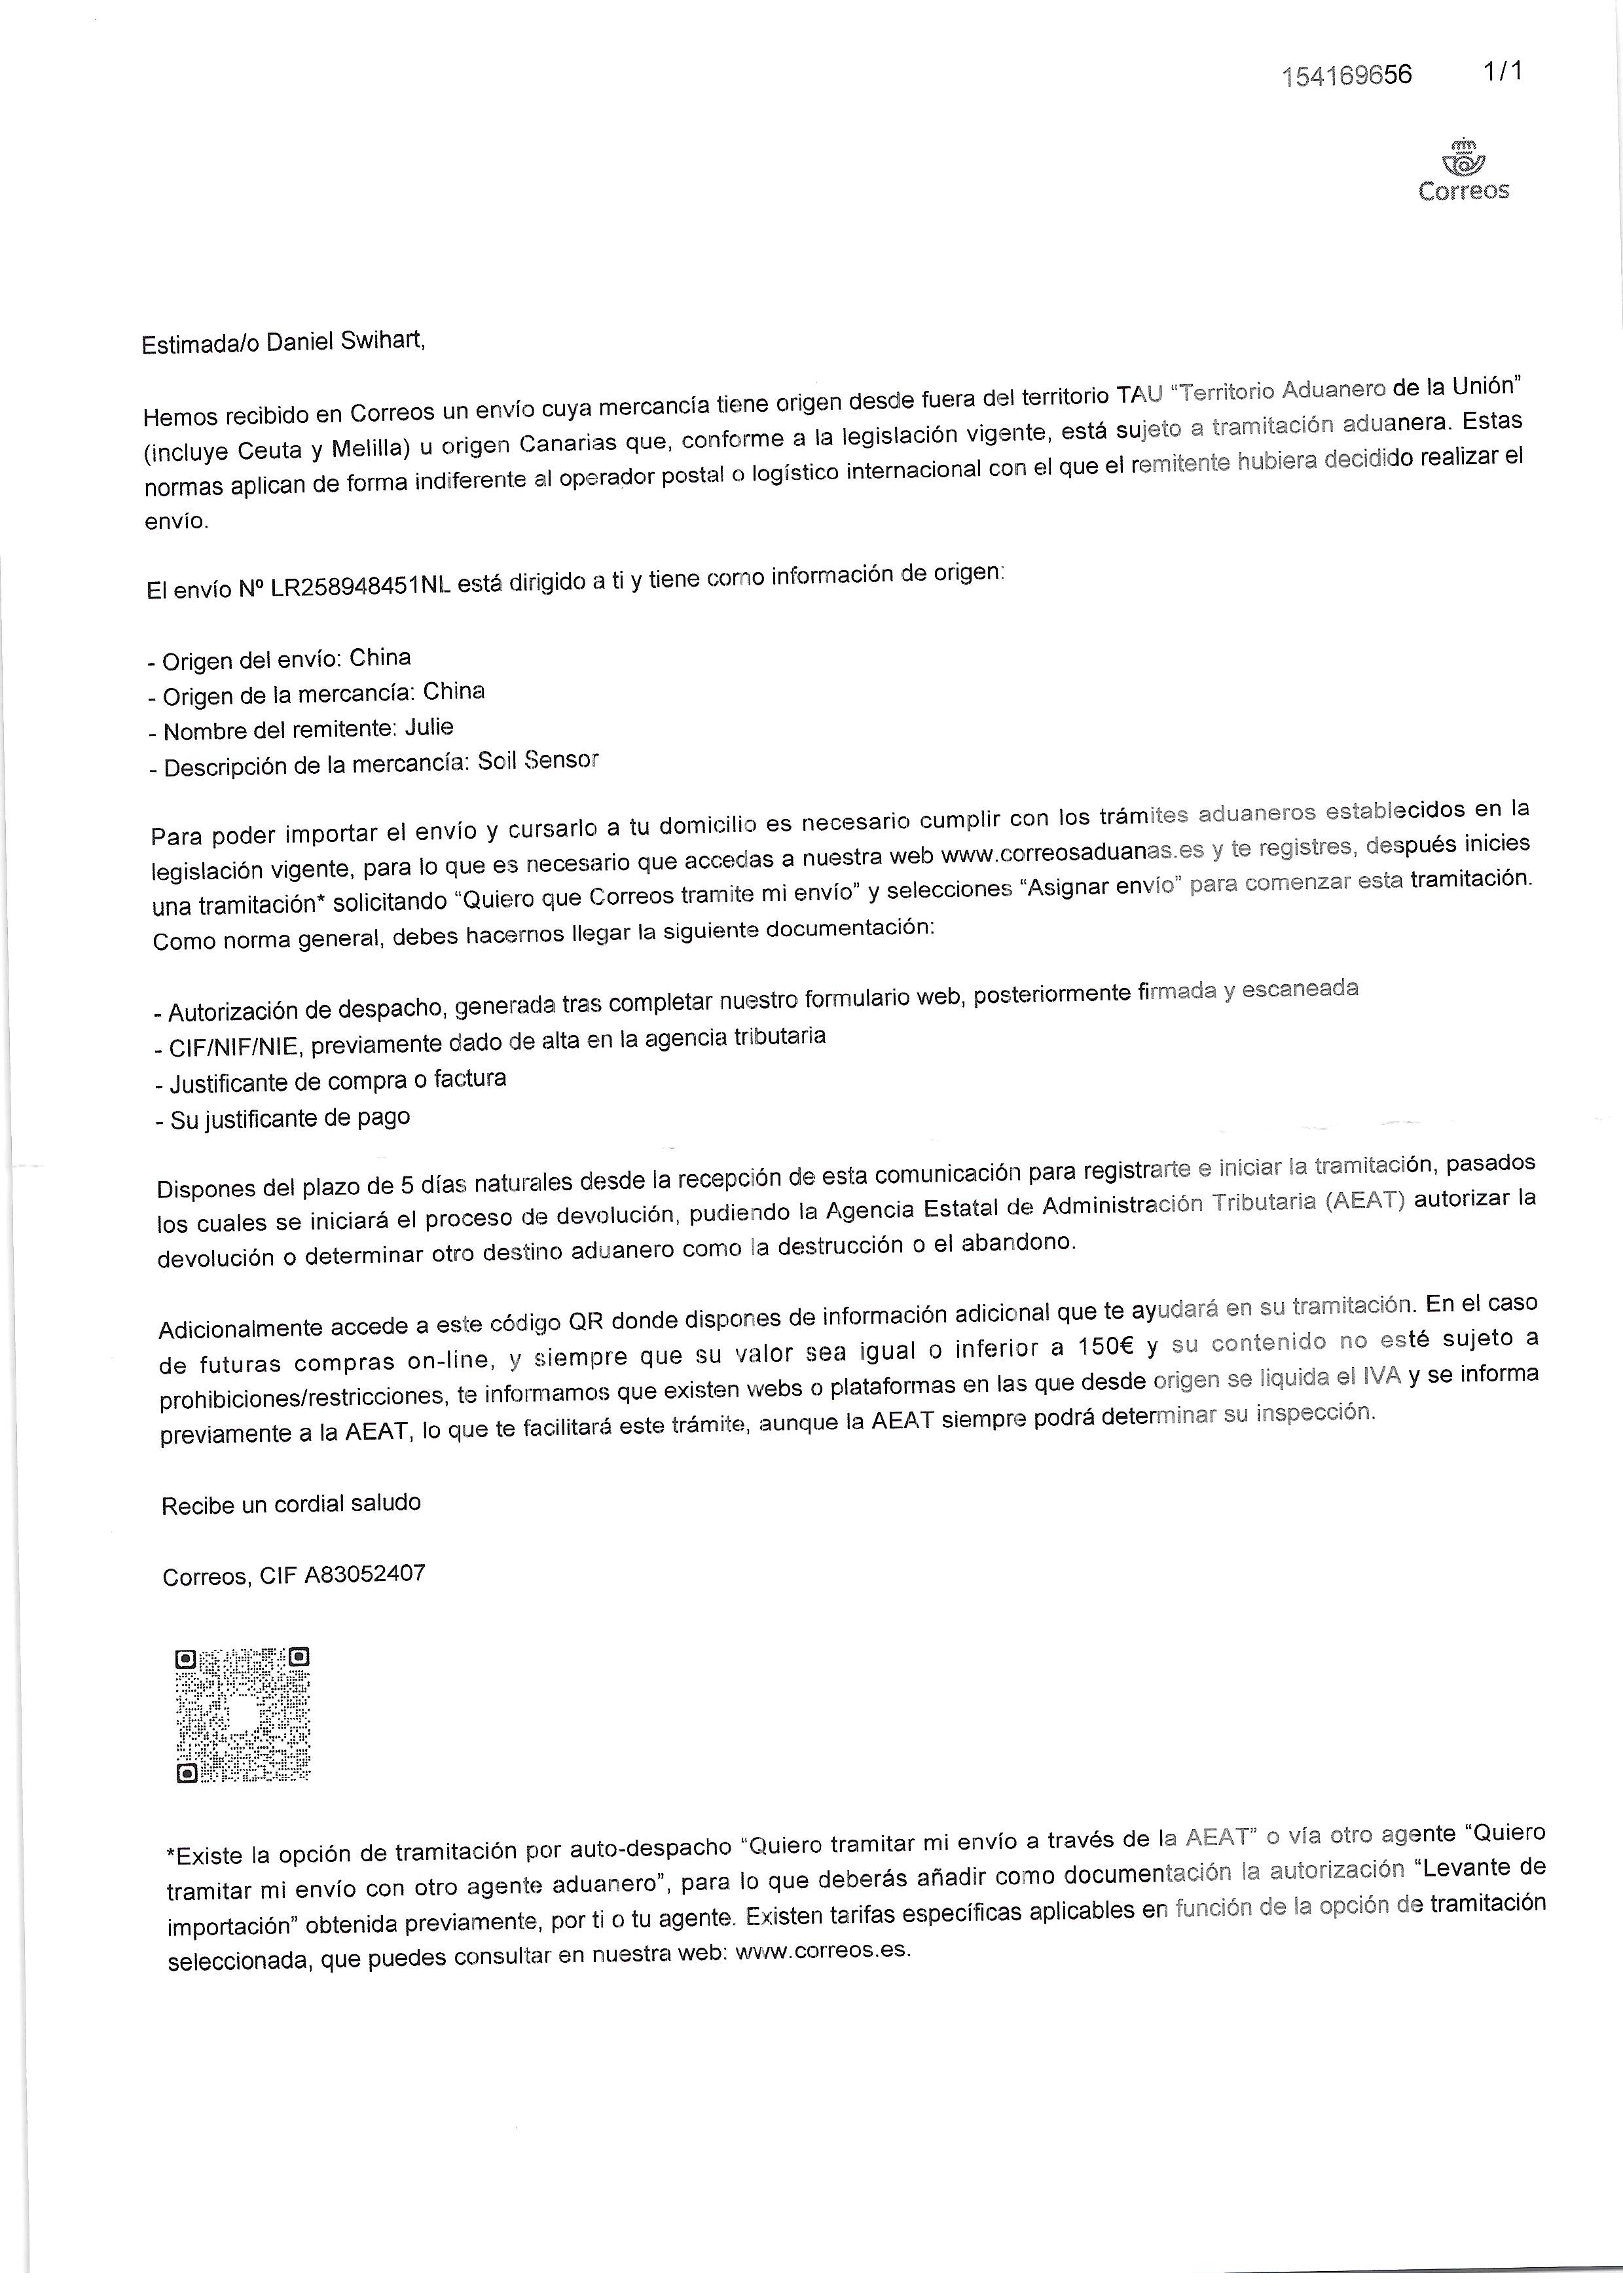 154169656 1/1
Correos
Estimada/o Daniel Swihart,
Hemos recibido en Correos un envío cuya mercancía tiene origen desde fuera del territorio TAU “Territorio Aduanero de la Unión”
(incluye Ceuta y Melilla) u origen Canarias que, conforme a la legislación vigente, está sujeto a tramitación aduanera. Estas
normas aplican de forma indiferente al operador postal o logístico internacional con el que el remitente hubiera decidido realizar el
envío.
El envío Nº LR258948451NL está dirigido a ti y tiene como información de origen:
- Origen del envío: China
- Origen de la mercancía: China
- Nombre del remitente: Julie
- Descripción de la mercancía: Soil Sensor
Para poder importar el envío y cursarlo a tu domicilio es necesario cumplir con los trámites aduaneros establecidos en la
legislación vigente, para lo que es necesario que accedas a nuestra web www.correosaduanas.es y te registres, después inicies
una tramitación* solicitando “Quiero que Correos tramite mi envío” y selecciones “Asignar envío” para comenzar esta tramitación.
Como norma general, debes hacernos llegar la siguiente documentación:
- Autorización de despacho, generada tras completar nuestro formulario web, posteriormente firmada y escaneada
- CIF/NIF/NIE, previamente dado de alta en la agencia tributaria
- Justificante de compra o factura
- Su justificante de pago
Dispones del plazo de 5 días naturales desde la recepción de esta comunicación para registrarte e iniciar la tramitación, pasados
los cuales se iniciará el proceso de devolución, pudiendo la Agencia Estatal de Administración Tributaria (AEAT) autorizar la
devolución o determinar otro destino aduanero como la destrucción o el abandono.
Adicionalmente accede a este código QR donde dispones de información adicional que te ayudará en su tramitación. En el caso
de futuras compras on-line, y siempre que su valor sea igual o inferior a 150€ y su contenido no esté sujeto a
prohibiciones/restricciones, te informamos que existen webs o plataformas en las que desde origen se liquida el IVA y se informa
previamente a la AEAT, lo que te facilitará este trámite, aunque la AEAT siempre podrá determinar su inspección.
Recibe un cordial saludo
Correos, CIF A83052407
*Existe la opción de tramitación por auto-despacho “Quiero tramitar mi envío a través de la AEAT” o vía otro agente “Quiero
tramitar mi envío con otro agente aduanero”, para lo que deberás añadir como documentación la autorización “Levante de
importación” obtenida previamente, por ti o tu agente. Existen tarifas específicas aplicables en función de la opción de tramitación
seleccionada, que puedes consultar en nuestra web: www.correos.es.